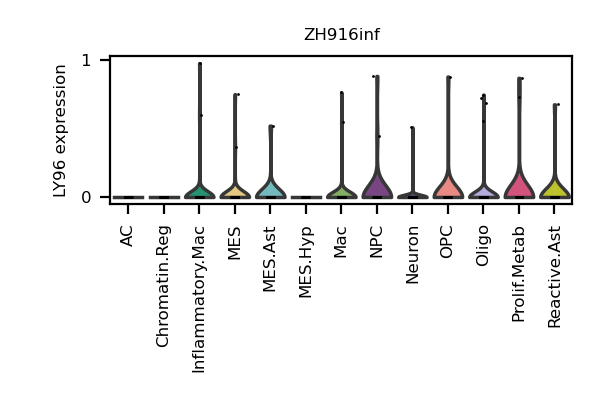 ZH916inf
LY96 expression
1
0
AC
Chromatin.Reg
Inflammatory.Mac
MES
MES.Ast
MES.Hyp
Mac
NPC
Neuron
OPC
Oligo
Prolif.Metab
Reactive.Ast